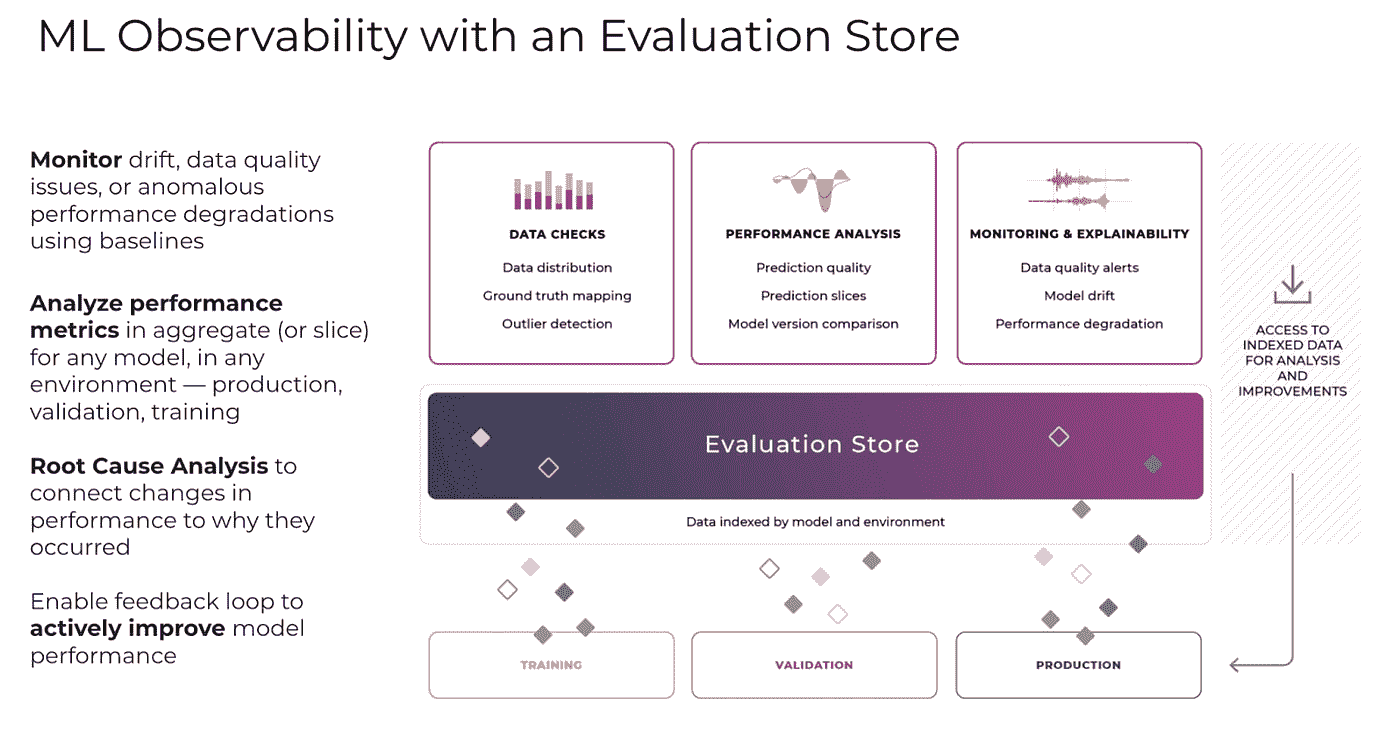 ML Observability with an Evaluation Store
Monitor drift, data quality
issues, or anomalous
performance degradations
using baselines
Analyze performance
metrics in aggregate (or slice)
for any model, in any
environment — production,
validation, training
Root Cause Analysis to
connect changes in
performance to why they
occurred
Enable feedback loop to
actively improve model
performance
DATA CHECKS
Data distribution
Ground truth mapping
Outlier detection
PERFORMANCE ANALYSIS
Prediction quality
Prediction slices
Model version comparison
MONITORING & EXPLAINABILITY
Data quality alerts
Model drift
Performance degradation
ACCESS TO
INDEXED DATA
FOR ANALYSIS
AND
IMPROVEMENTS
Evaluation Store
Data indexed by model and environment
TRAINING
VALIDATION
PRODUCTION